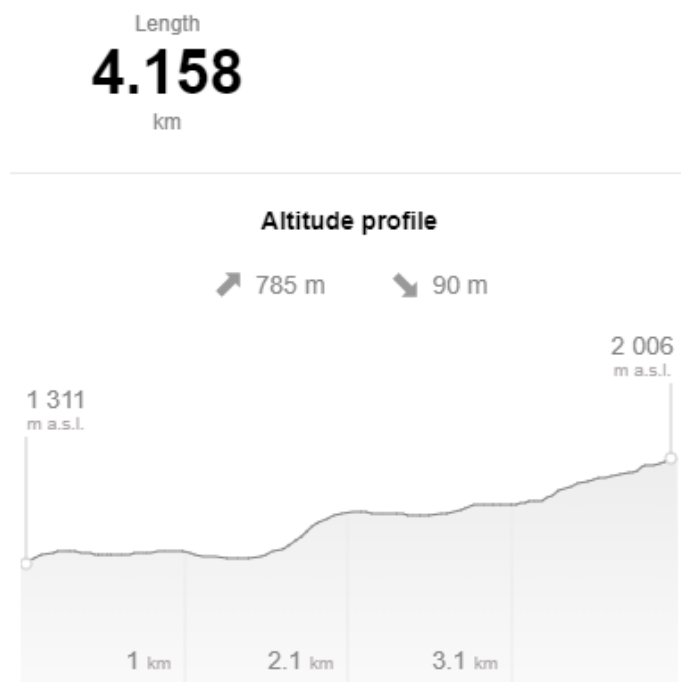 Length
4.158
km
Altitude profile
785 m 90 m
2 006
m a.s.l.
1 311
m a.s.l.
1 km 2.1 km 3.1 km